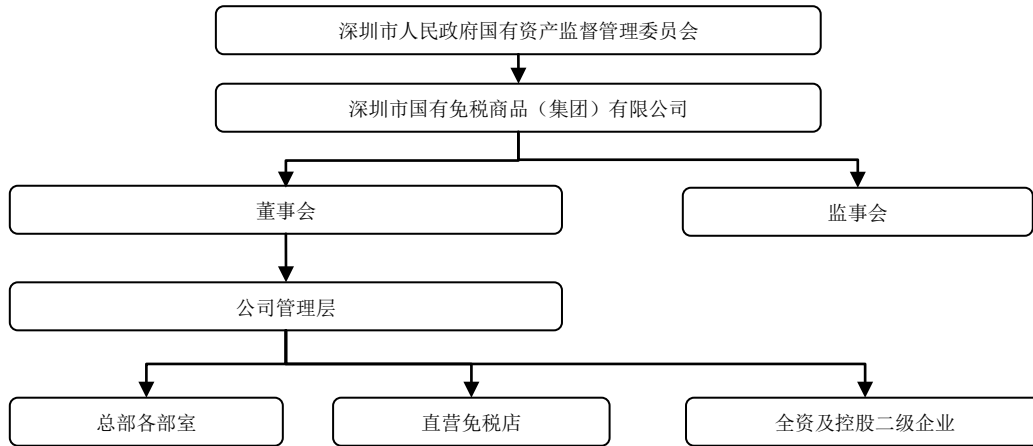 深圳市人民政府国有资产监督管理委员会
深圳市国有免税商品（集团）有限公司
董事会
监事会
公司管理层
总部各部室
直营免税店
全资及控股二级企业